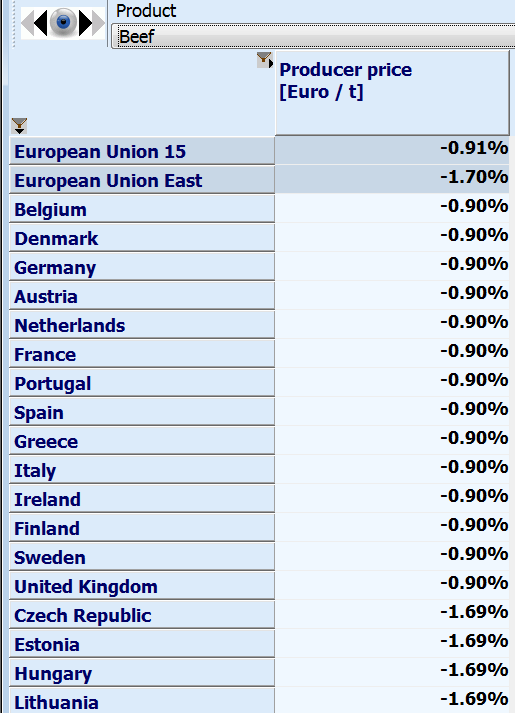 Product
Beef
Producer price
[Euro / t]
European Union 15 -0.91%
European Union East -1.70%
Belgium -0.90%
Denmark -0.90%
Germany -0.90%
Austria -0.90%
Netherlands -0.90%
France -0.90%
Portugal -0.90%
Spain -0.90%
Greece -0.90%
Italy -0.90%
Ireland -0.90%
Finland -0.90%
Sweden -0.90%
United Kingdom -0.90%
Czech Republic -1.69%
Estonia -1.69%
Hungary -1.69%
Lithuania -1.69%